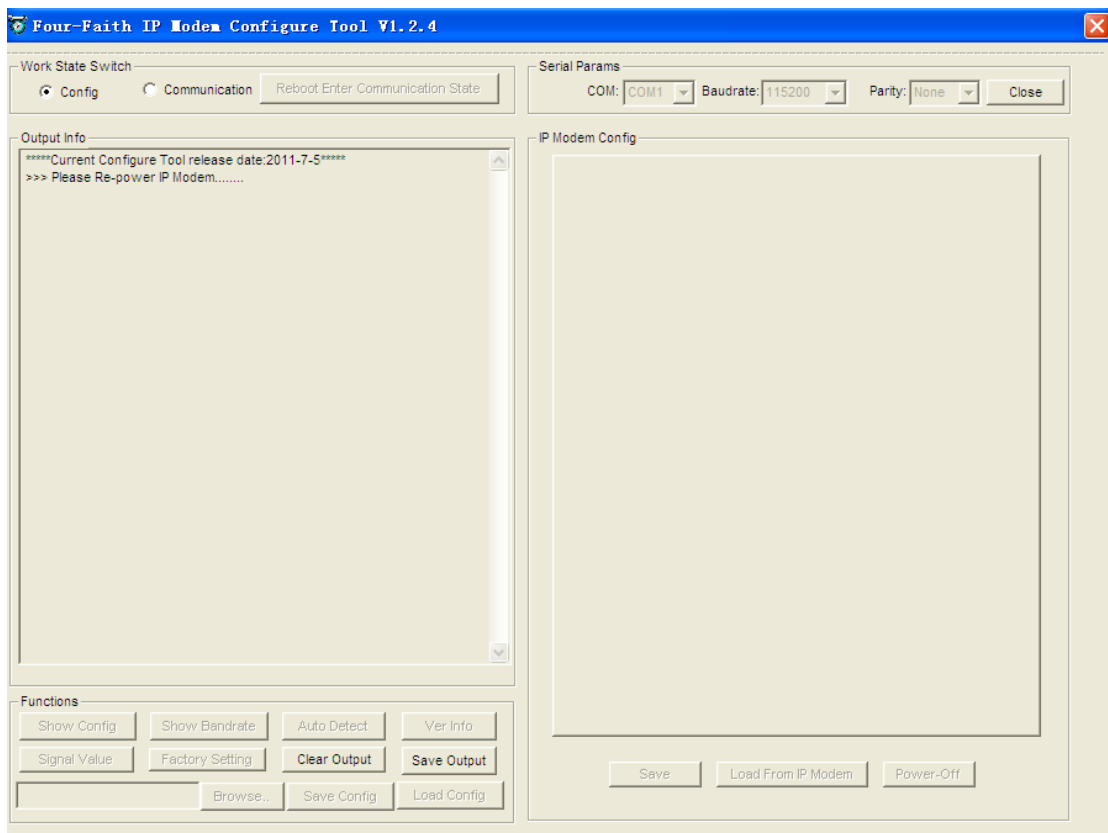 Four-Faith IP Modem Configure Tool V1.2.4
Work State Switch
Config
Communication
Reboot Enter Communication State
Serial Params
COM: COM1
Baudrate: 115200
Parity: None
Close
Output Info
*****Current Configure Tool release date:2011-7-5*****
>>> Please Re-power IP Modem........
IP Modem Config
Functions
Show Config
Show Bandrate
Auto Detect
Ver Info
Signal Value
Factory Setting
Clear Output
Save Output
Browse..
Save Config
Load Config
Save
Load From IP Modem
Power-Off